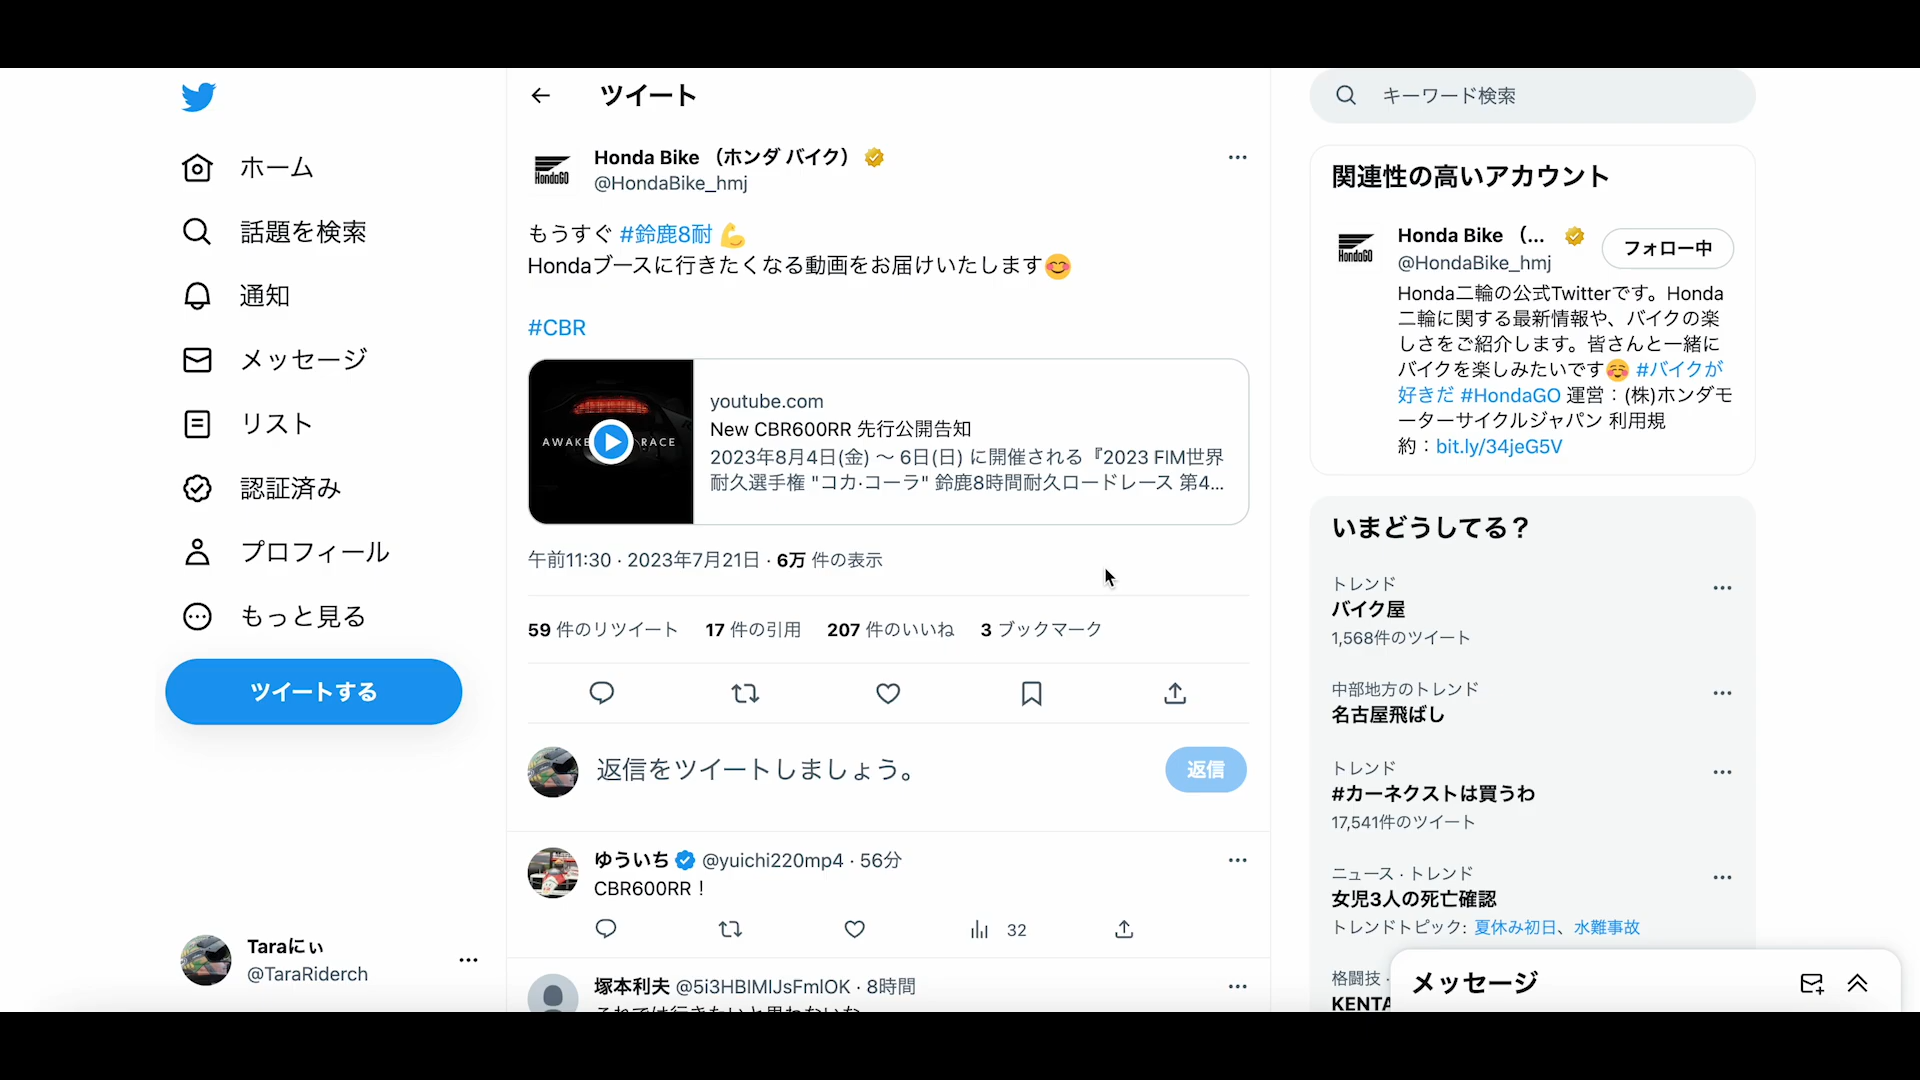 ツイート
キーワード検索
ホーム
話題を検索
通知
メッセージ
リスト
認証済み
プロフィール
もっと見る
ツイートする
Taraにぃ
@TaraRiderch
HondaGO
Honda Bike （ホンダ バイク）
@HondaBike_hmj
もうすぐ #鈴鹿8耐 💪
Hondaブースに行きたくなる動画をお届けいたします😊
#CBR
youtube.com
New CBR600RR 先行公開告知
2023年8月4日(金) ～ 6日(日) に開催される『2023 FIM世界
耐久選手権 "コカ·コーラ" 鈴鹿8時間耐久ロードレース 第4...
午前11:30 · 2023年7月21日 · 6万 件の表示
59 件のリツイート 17 件の引用 207 件のいいね 3 ブックマーク
返信をツイートしましょう。
返信
ゆういち @yuichi220mp4 · 56分
CBR600RR！
32
塚本利夫 · 8時間
関連性の高いアカウント
HondaGO
Honda Bike （...
@HondaBike_hmj
フォロー中
Honda二輪の公式Twitterです。Honda
二輪に関する最新情報や、バイクの楽
しさをご紹介します。皆さんと一緒に
バイクを楽しみたいです☺️ #バイクが
好きだ #HondaGO 運営：(株)ホンダモ
ーターサイクルジャパン 利用規
約：bit.ly/34jeG5V
いまどうしてる？
トレンド
バイク屋
1,568件のツイート
中部地方のトレンド
名古屋飛ばし
トレンド
#カーネクストは買うわ
17,541件のツイート
ニュース · トレンド
女児3人の死亡確認
トレンドトピック: 夏休み初日、水難事故
格闘技 ·
KENTA
メッセージ